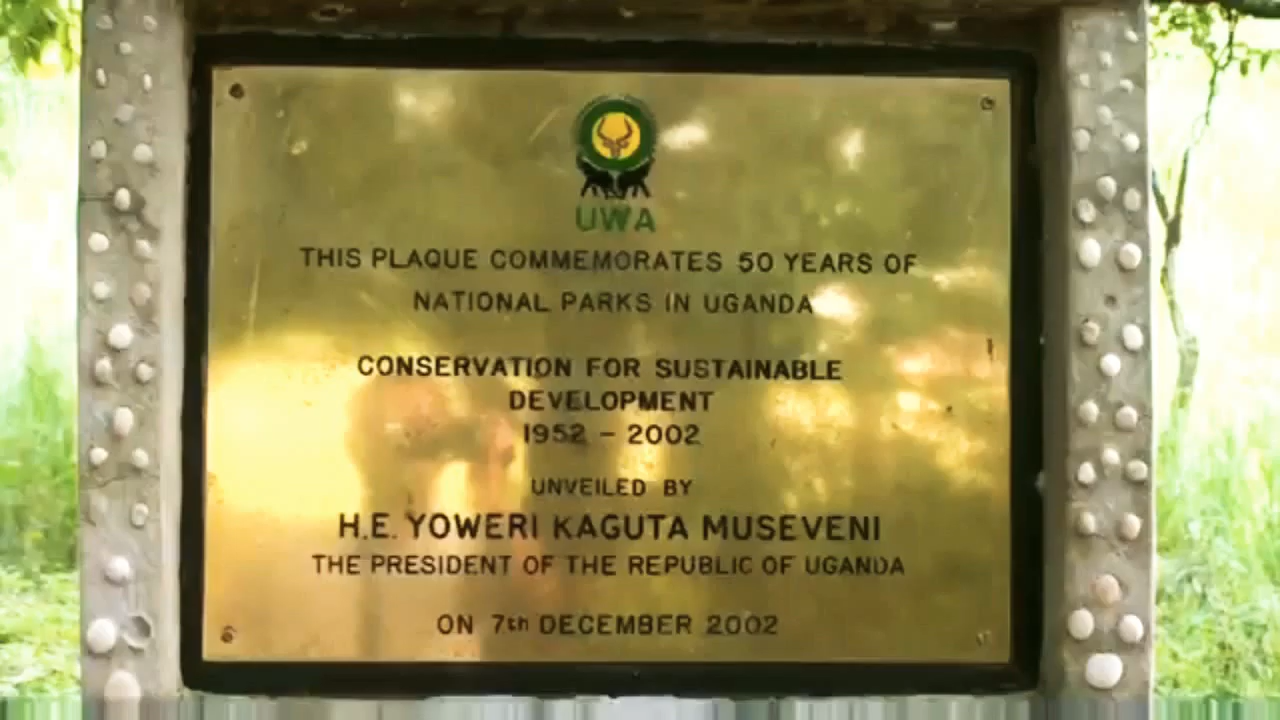 UWA
THIS PLAQUE COMMEMORATES 50 YEARS OF
NATIONAL PARKS IN UGANDA
CONSERVATION FOR SUSTAINABLE
DEVELOPMENT
1952 - 2002
UNVEILED BY
H.E. YOWERI KAGUTA MUSEVENI
THE PRESIDENT OF THE REPUBLIC OF UGANDA
ON 7th DECEMBER 2002